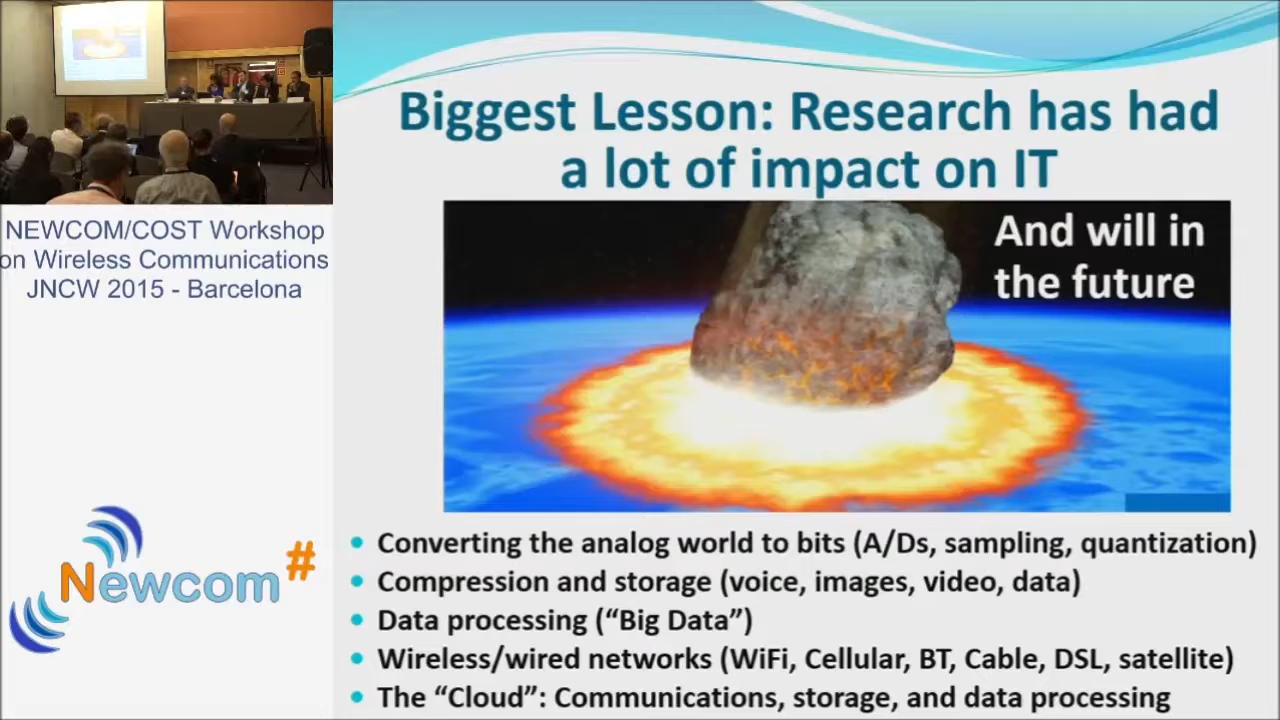 NEWCOM/COST Workshop
on Wireless Communications
JNCW 2015 - Barcelona
Newcom#
Biggest Lesson: Research has had
a lot of impact on IT
And will in
the future
• Converting the analog world to bits (A/Ds, sampling, quantization)
• Compression and storage (voice, images, video, data)
• Data processing (“Big Data”)
• Wireless/wired networks (WiFi, Cellular, BT, Cable, DSL, satellite)
• The “Cloud”: Communications, storage, and data processing